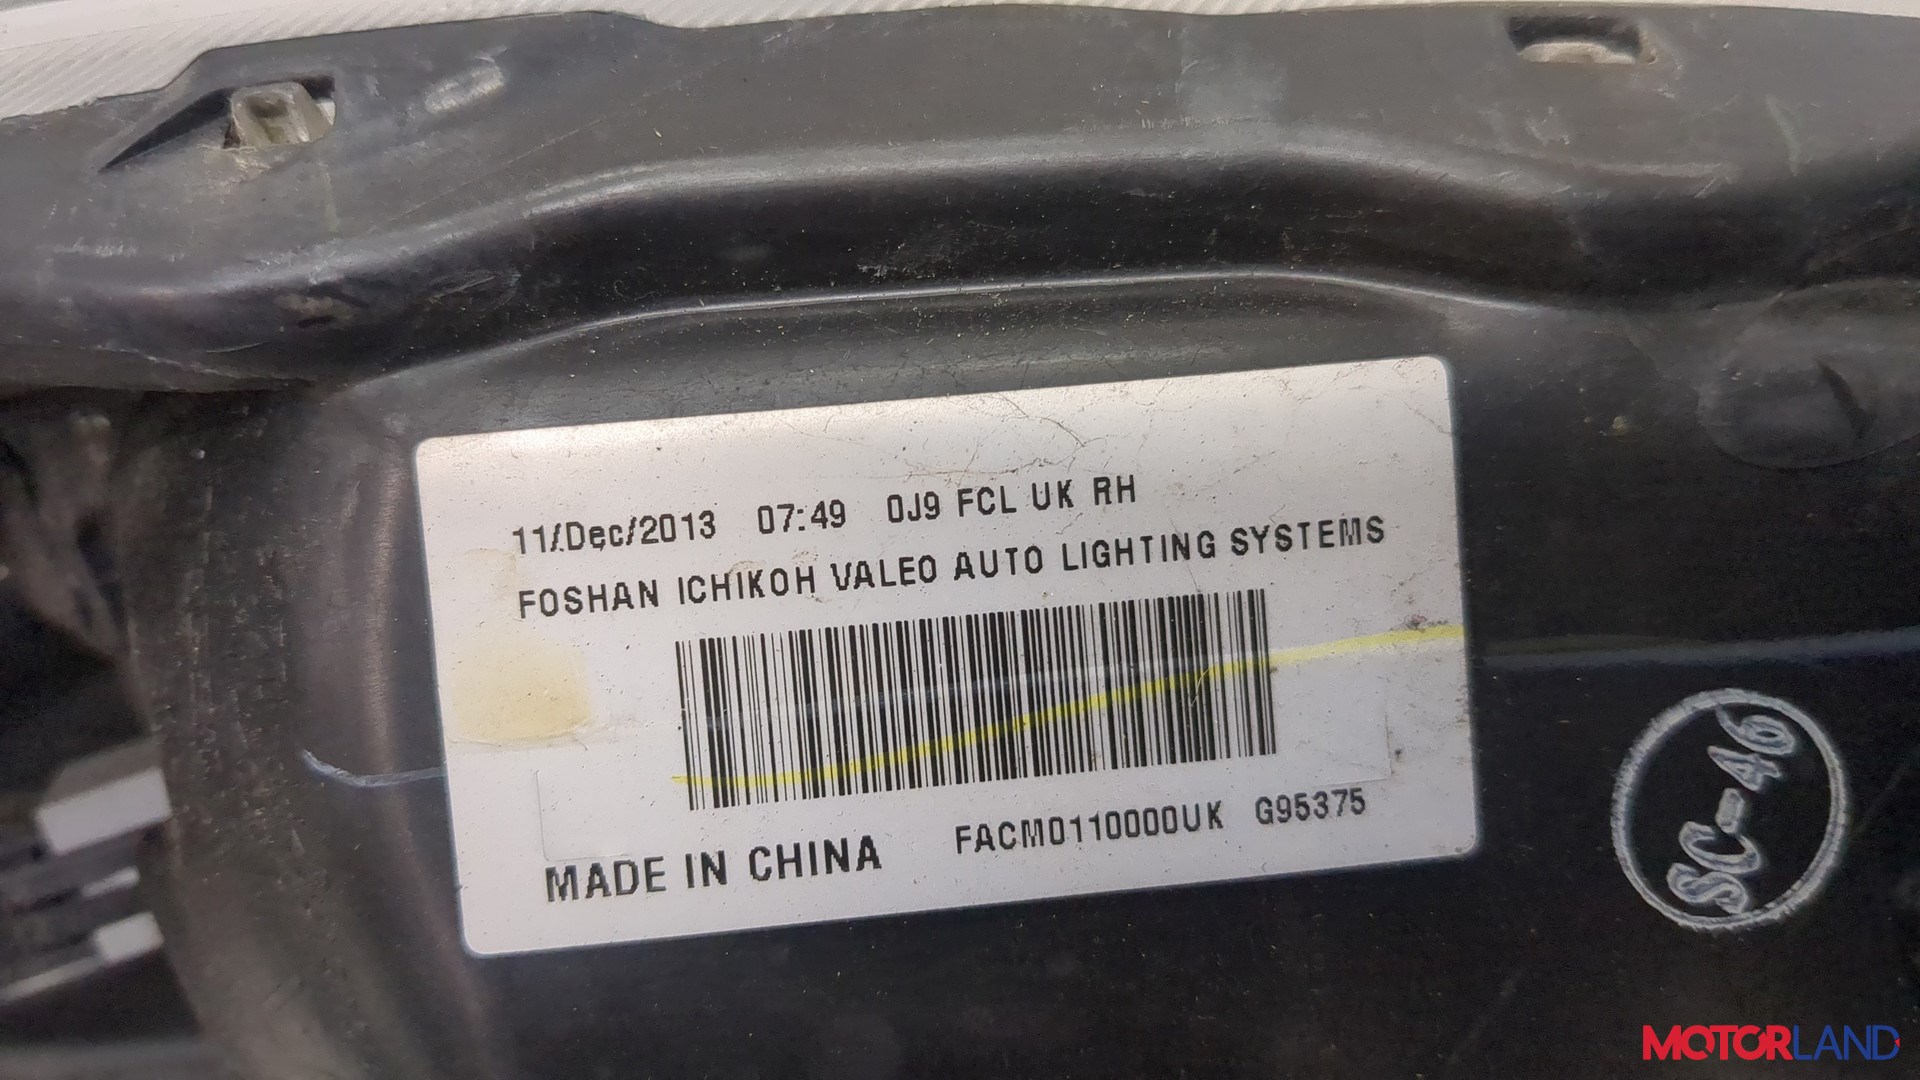 11/Dec/2013 07:49 0J9 FCL UK RH
FOSHAN ICHIKOH VALEO AUTO LIGHTING SYSTEMS
MADE IN CHINA FACM0110000UK G95375
SC-46
MOTORLAND